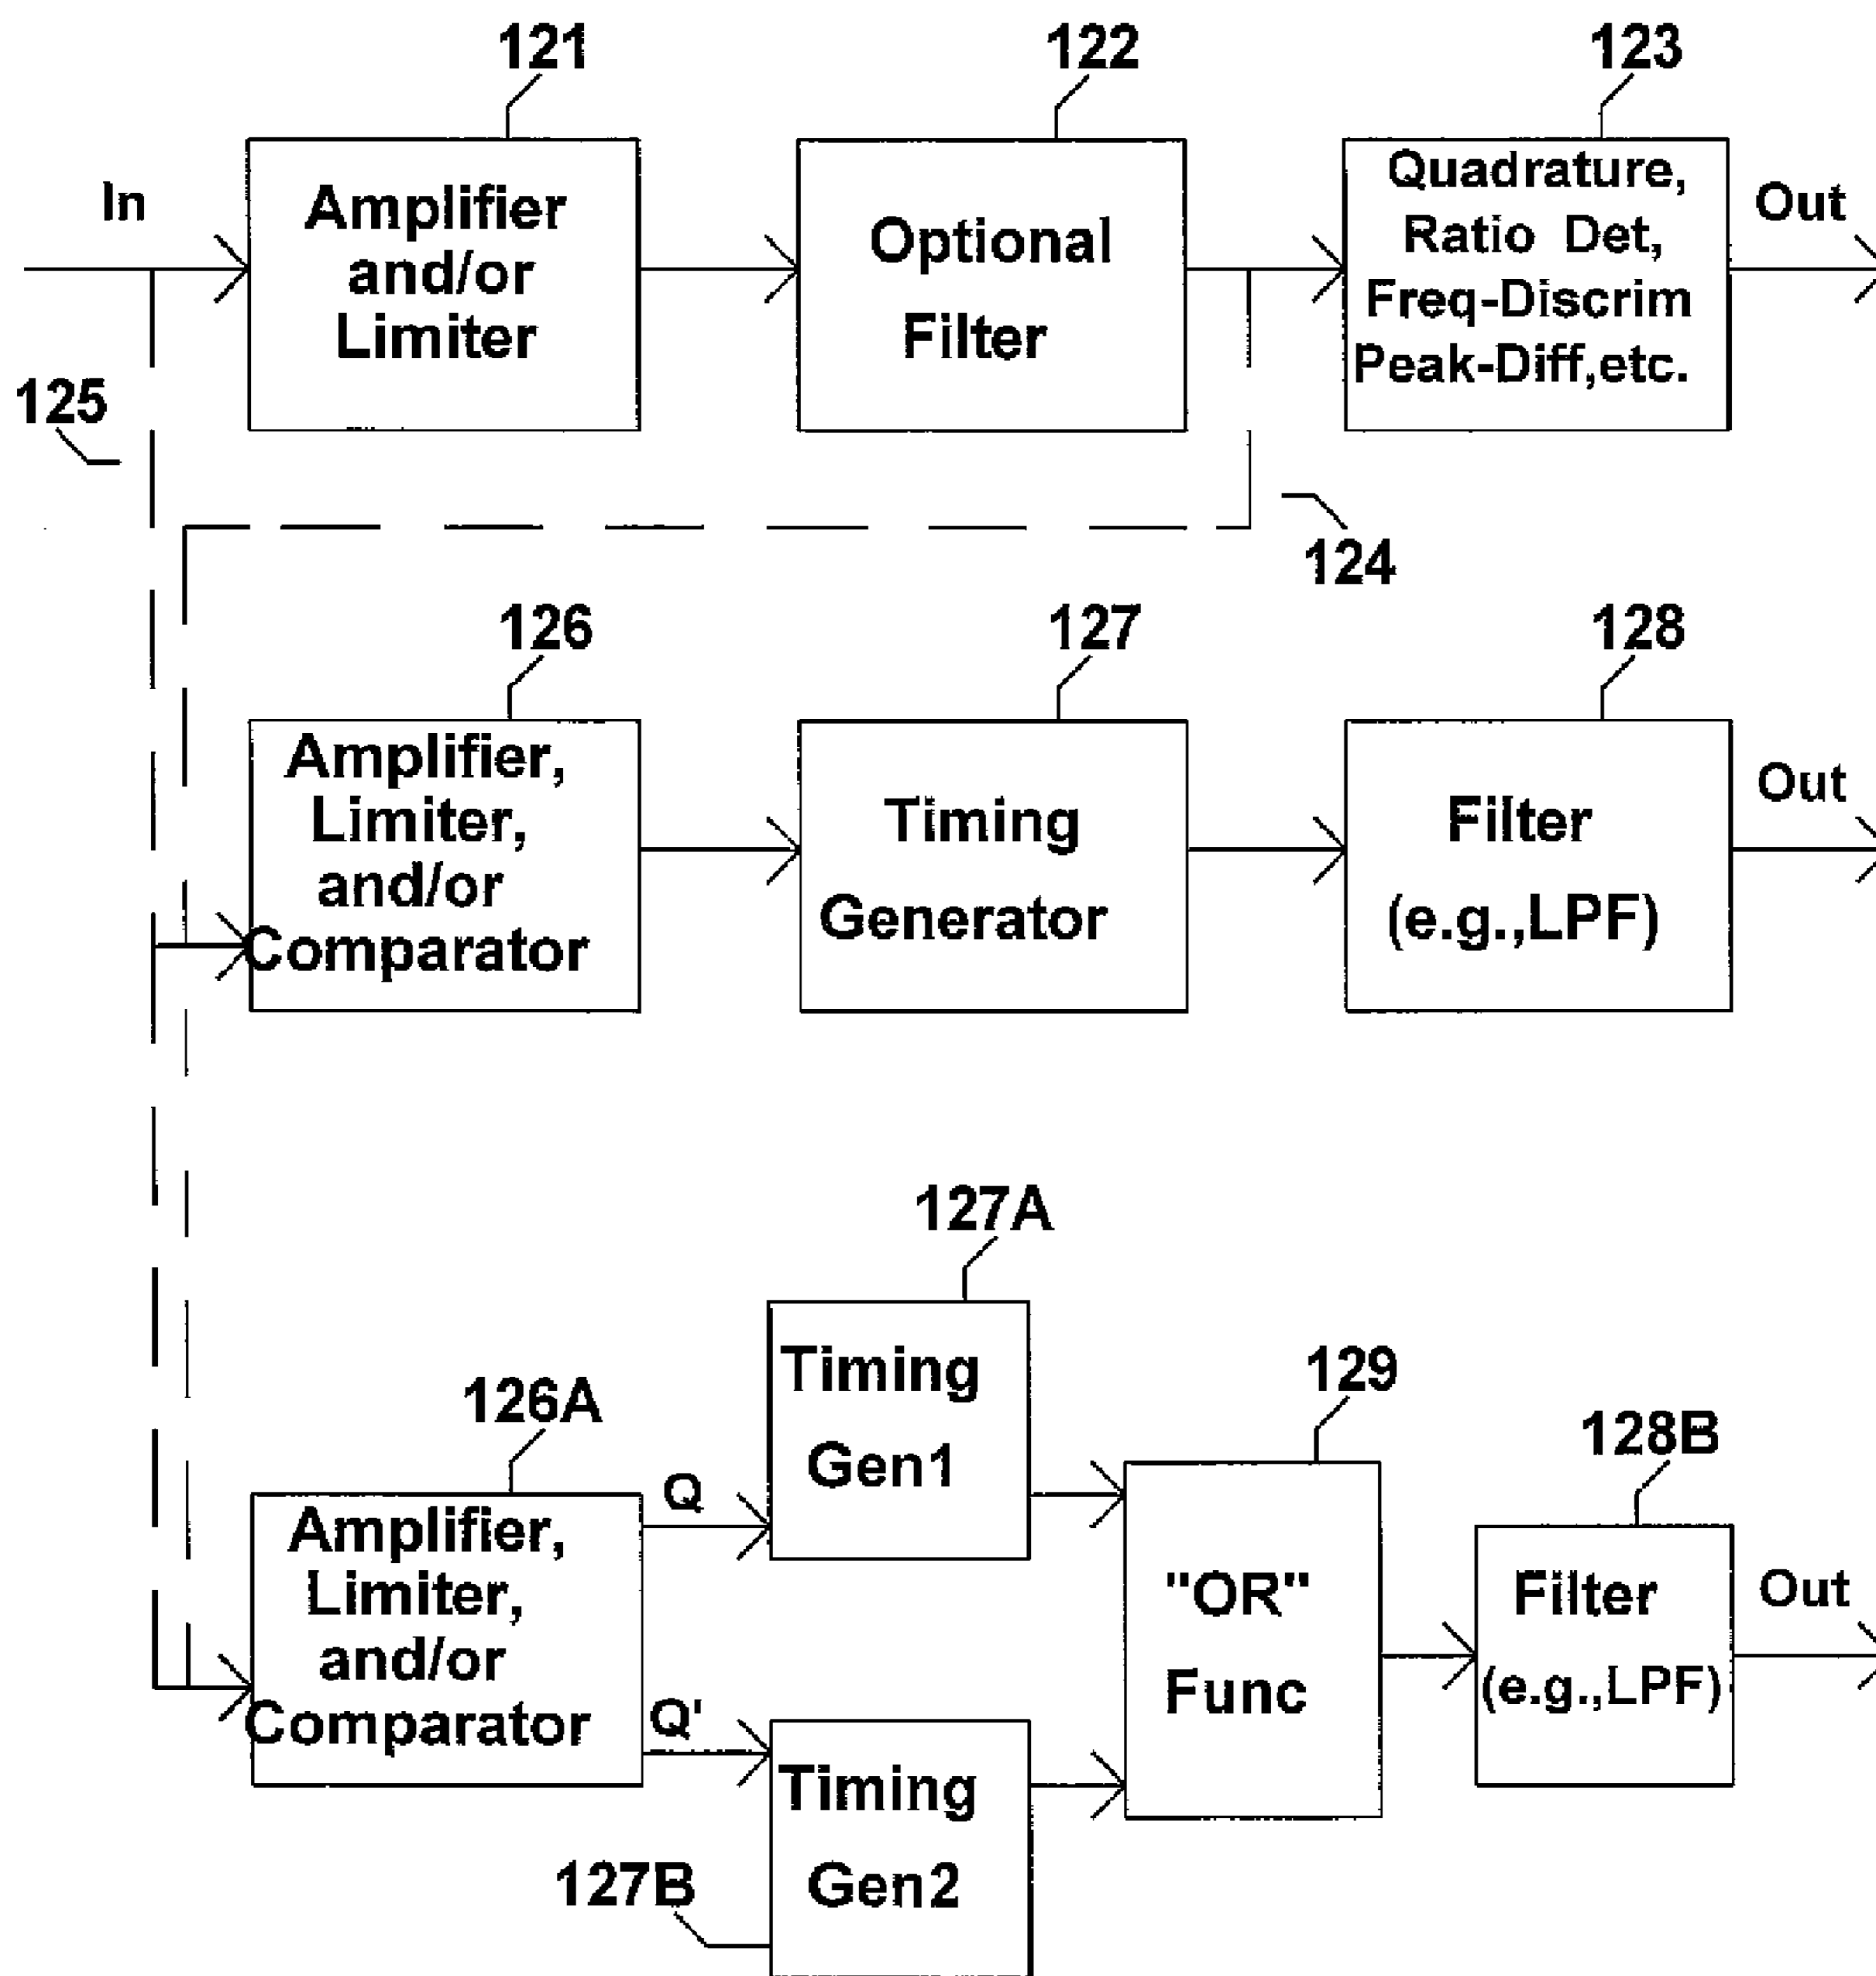 121
122
123
In
Amplifier
and/or
Limiter
Optional
Filter
Quadrature,
Ratio Det,
Freq-Discrim
Peak-Diff,etc.
Out
125
124
126
127
128
Amplifier,
Limiter,
and/or
Comparator
Timing
Generator
Filter
(e.g.,LPF)
Out
127A
Timing
Gen1
129
126A
128B
Amplifier,
Limiter,
and/or
Comparator
Q
Q'
"OR"
Func
Filter
(e.g.,LPF)
Out
Timing
Gen2
127B